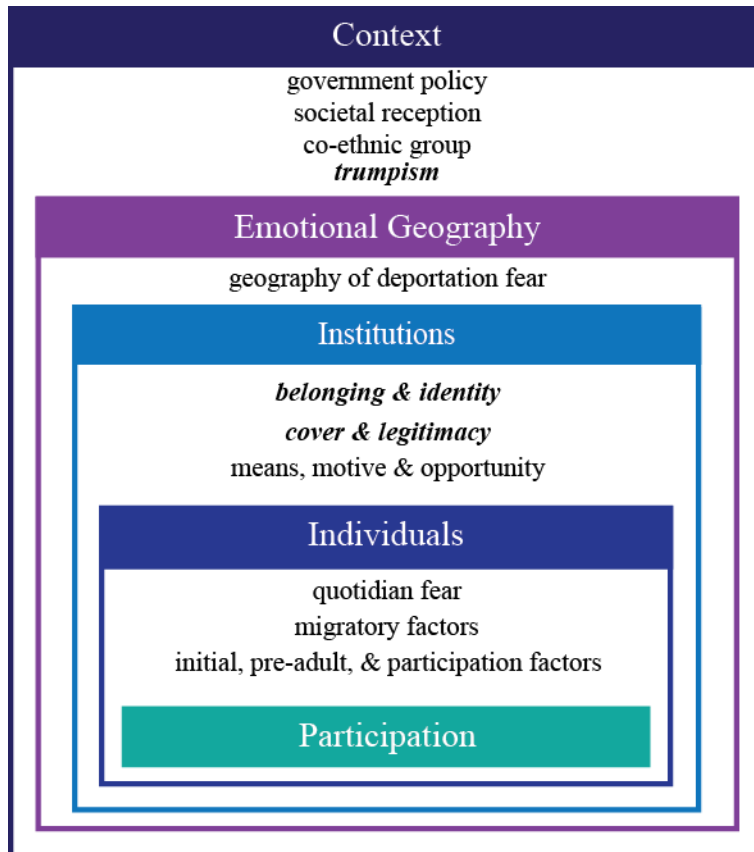 Context
government policy
societal reception
co-ethnic group
trumpism
Emotional Geography
geography of deportation fear
Institutions
belonging & identity
cover & legitimacy
means, motive & opportunity
Individuals
quotidian fear
migratory factors
initial, pre-adult, & participation factors
Participation